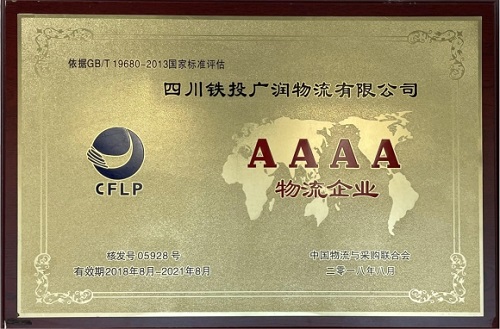 依据GB/T 19680-2013国家标准评估
四川铁投广润物流有限公司
CFLP
AAAA
物流企业
核发号 05928 号
有效期2018年8月-2021年8月
中国物流与采购联合会
二零一八年八月